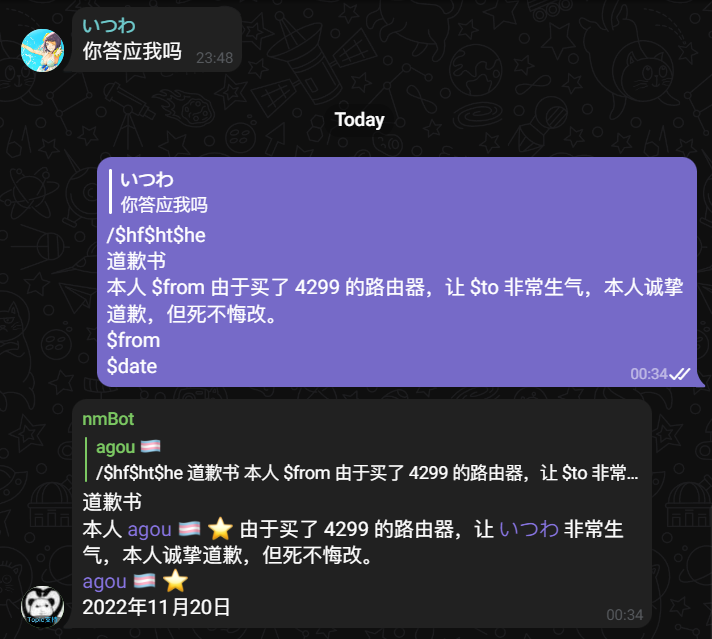 いつわ
你答应我吗
23:48
Today
いつわ
你答应我吗
/$hf$ht$he
道歉书
本人 $from 由于买了 4299 的路由器，让 $to 非常生气，本人诚挚
道歉，但死不悔改。
$from
$date
00:34
nmBot
agou 🏳️‍⚧️
/$hf$ht$he 道歉书 本人 $from 由于买了 4299 的路由器，让 $to 非常...
道歉书
本人 agou 🏳️‍⚧️ ⭐ 由于买了 4299 的路由器，让 いつわ 非常生
气，本人诚挚道歉，但死不悔改。
agou 🏳️‍⚧️ ⭐
2022年11月20日
00:34